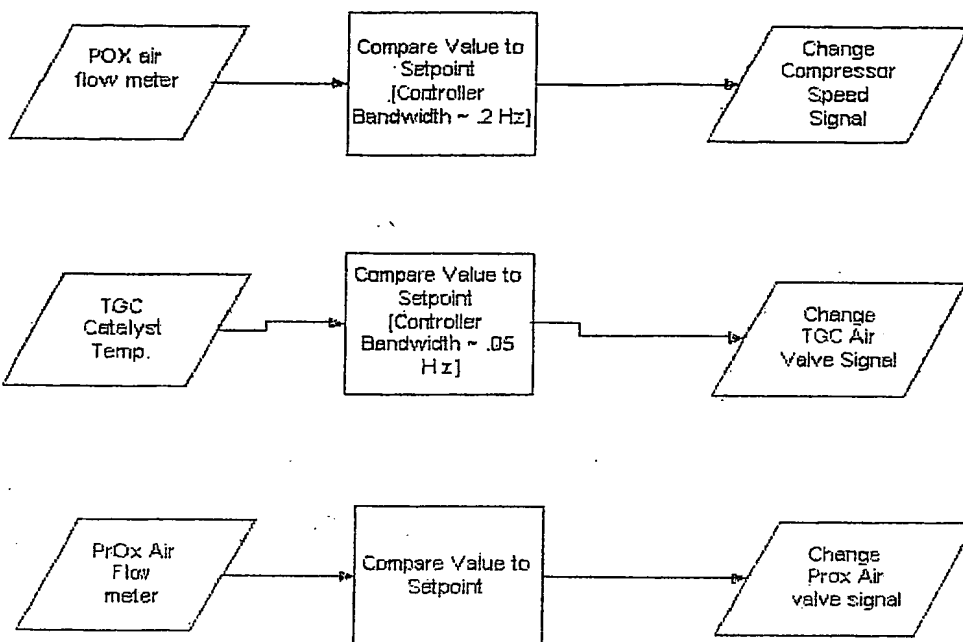 POX air
flow meter
Compare Value to
Setpoint
[Controller
Bandwidth ~ .2 Hz]
Change
Compressor
Speed
Signal
TGC
Catalyst
Temp.
Compare Value to
Setpoint
[Controller
Bandwidth ~ .05
Hz]
Change
TGC Air
Valve Signal
PrOx Air
Flow
meter
Compare Value to
Setpoint
Change
Prox Air
valve signal